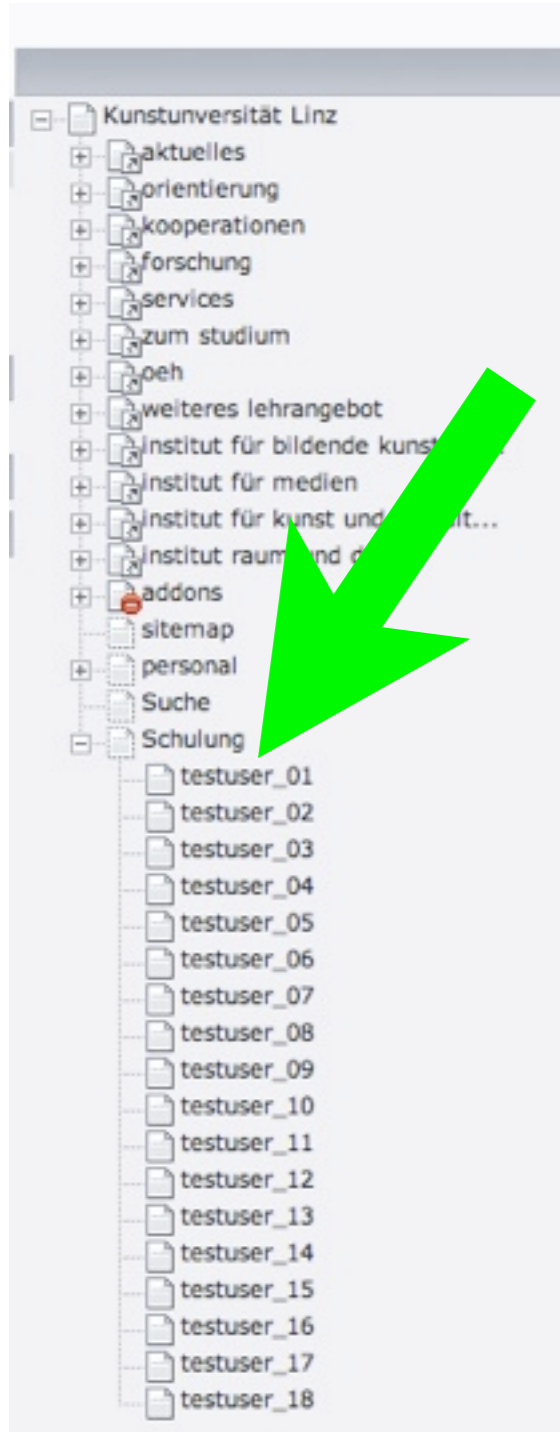 Kunstunversität Linz
aktuelles
orientierung
kooperationen
forschung
services
zum studium
oeh
weiteres lehrangebot
institut für bildende kunst
institut für medien
institut für kunst und
institut raum und
addons
sitemap
personal
Suche
Schulung
testuser_01
testuser_02
testuser_03
testuser_04
testuser_05
testuser_06
testuser_07
testuser_08
testuser_09
testuser_10
testuser_11
testuser_12
testuser_13
testuser_14
testuser_15
testuser_16
testuser_17
testuser_18